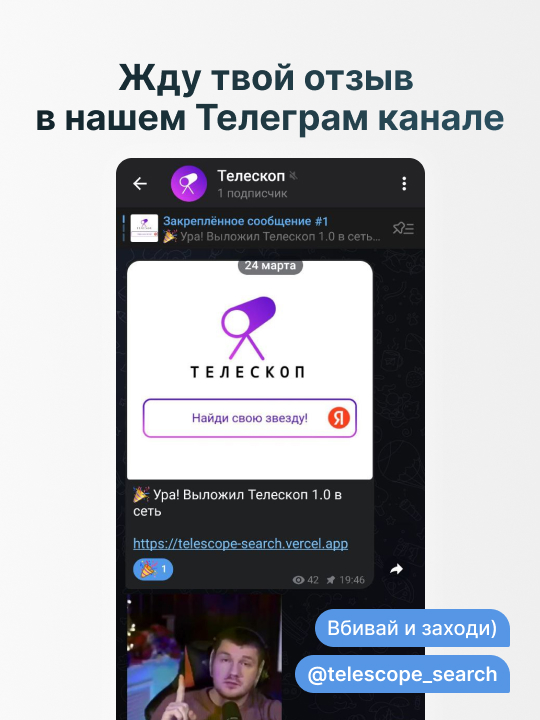 Жду твой отзыв
в нашем Телеграм канале
Телескоп
1 подписчик
Закреплённое сообщение #1
🎉 Ура! Выложил Телескоп 1.0 в сеть…
24 марта
ТЕЛЕСКОП
Найди свою звезду!
Я
🎉 Ура! Выложил Телескоп 1.0 в
сеть
https://telescope-search.vercel.app
🎉 1
42 19:46
Вбивай и заходи)
@telescope_search